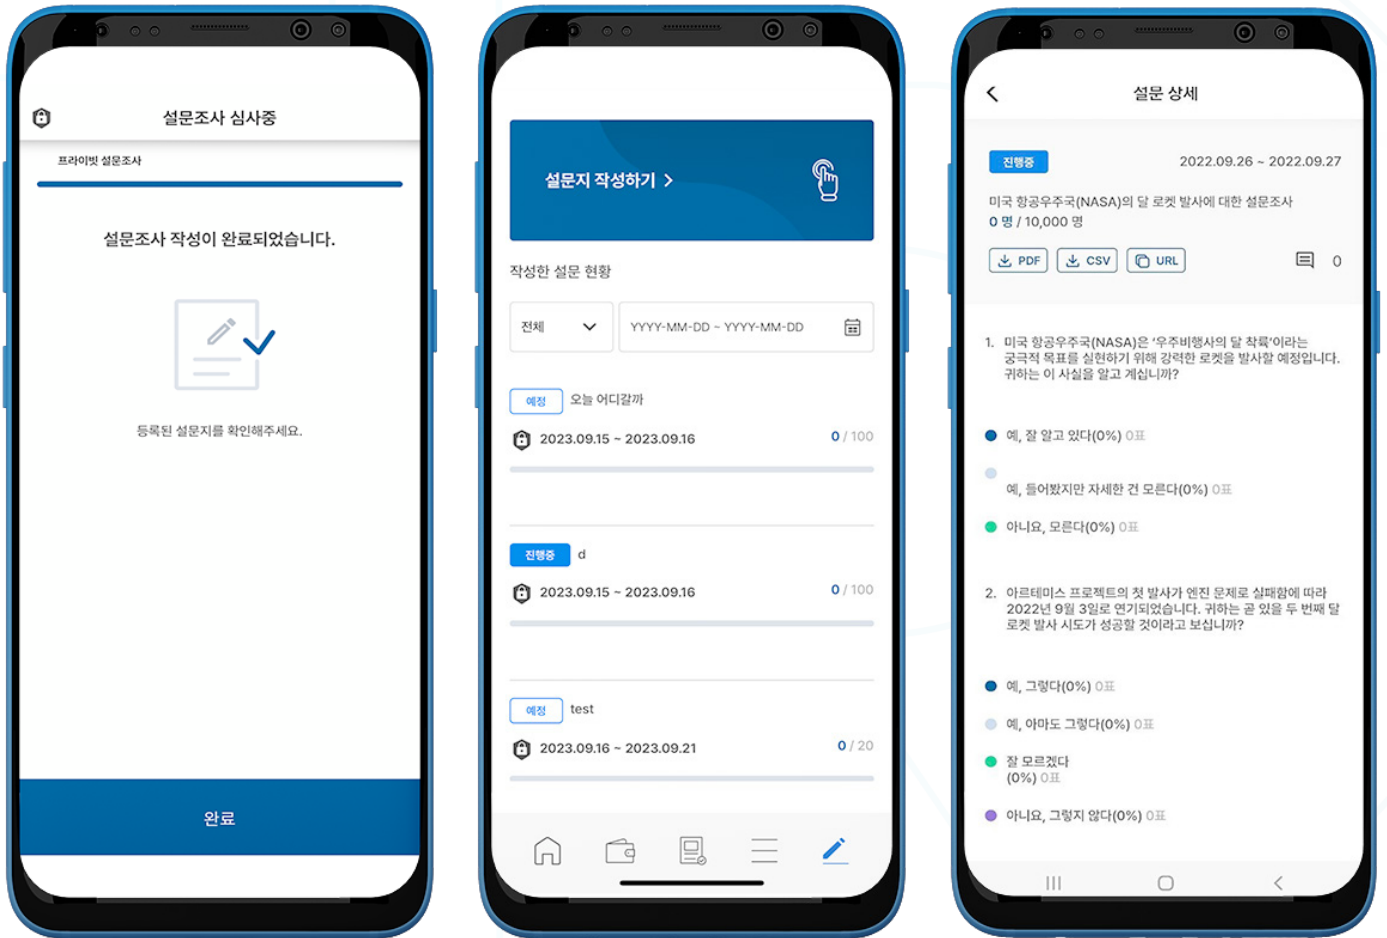 설문조사 심사중
프라이빗 설문조사
설문조사 작성이 완료되었습니다.
등록된 설문지를 확인해주세요.
완료
설문지 작성하기 >
작성한 설문 현황
전체
YYYY-MM-DD ~ YYYY-MM-DD
예정 오늘 어디갈까
2023.09.15 ~ 2023.09.16 0 / 100
진행중 d
2023.09.15 ~ 2023.09.16 0 / 100
예정 test
2023.09.16 ~ 2023.09.21 0 / 20
설문 상세
진행중 2022.09.26 ~ 2022.09.27
미국 항공우주국(NASA)의 달 로켓 발사에 대한 설문조사
0 명 / 10,000 명
PDF CSV URL 0
1. 미국 항공우주국(NASA)은 ‘우주비행사의 달 착륙’이라는
궁극적 목표를 실현하기 위해 강력한 로켓을 발사할 예정입니다.
귀하는 이 사실을 알고 계십니까?
예, 잘 알고 있다(0%) 0표
예, 들어봤지만 자세한 건 모른다(0%) 0표
아니요, 모른다(0%) 0표
2. 아르테미스 프로젝트의 첫 발사가 엔진 문제로 실패함에 따라
2022년 9월 3일로 연기되었습니다. 귀하는 곧 있을 두 번째 달
로켓 발사 시도가 성공할 것이라고 보십니까?
예, 그렇다(0%) 0표
예, 아마도 그렇다(0%) 0표
잘 모르겠다
(0%) 0표
아니요, 그렇지 않다(0%) 0표